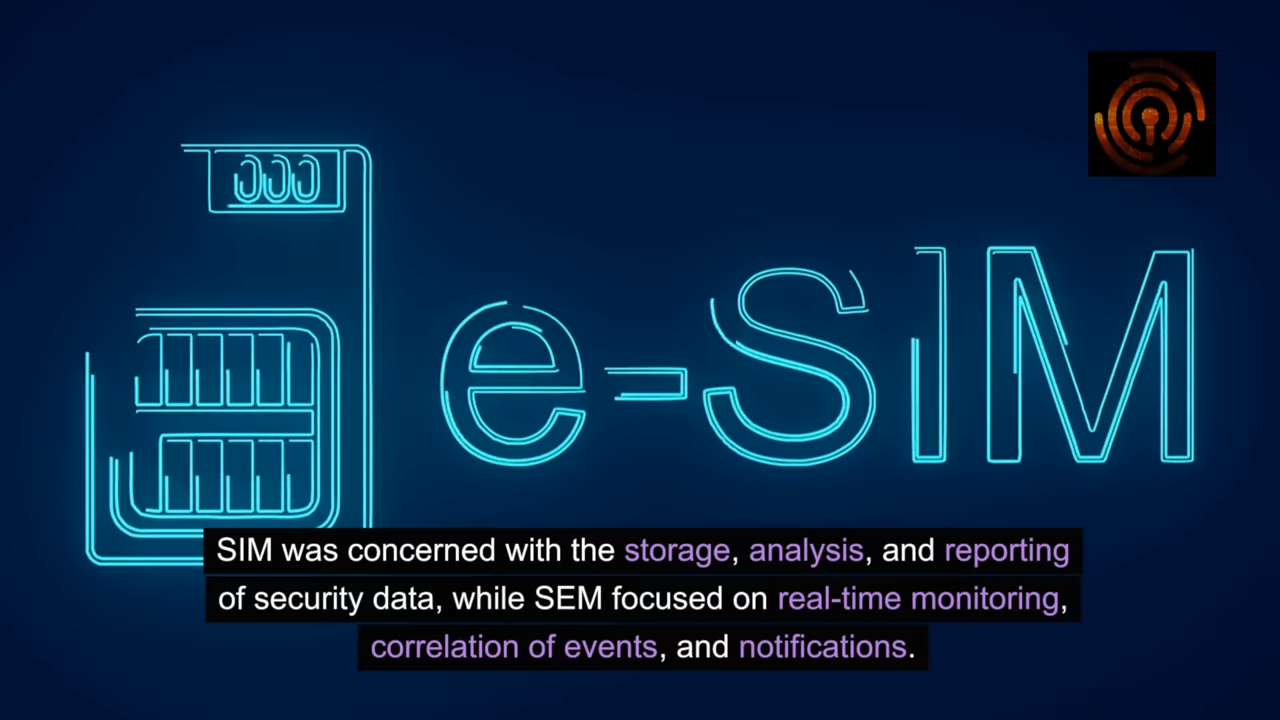 e-SIM
SIM was concerned with the storage, analysis, and reporting
of security data, while SEM focused on real-time monitoring,
correlation of events, and notifications.